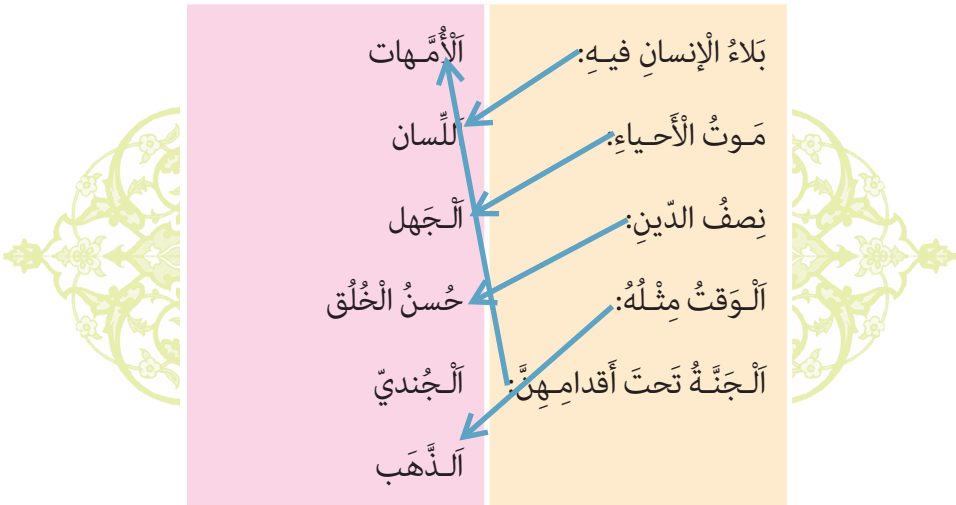 بَلاءُ الْإنسانِ فيـهِ:
اَلْأُمَّـهات
مَـوتُ الْأَحـياءِ:
اَللِّسان
نِصفُ الدّينِ:
اَلْـجَهل
اَلْـوَقتُ مِثْـلُهُ:
حُسنُ الْخُلُق
اَلْـجَنَّـةُ تَحتَ أَقدامِـهِنَّ:
اَلْـجُنديّ
اَلـذَّهَب